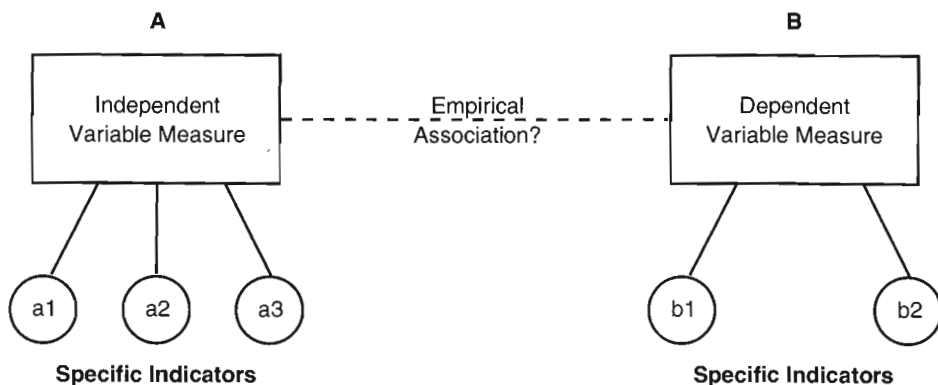 A
B
Independent
Variable Measure
Empirical
Association?
Dependent
Variable Measure
a1
a2
a3
b1
b2
Specific Indicators
Specific Indicators